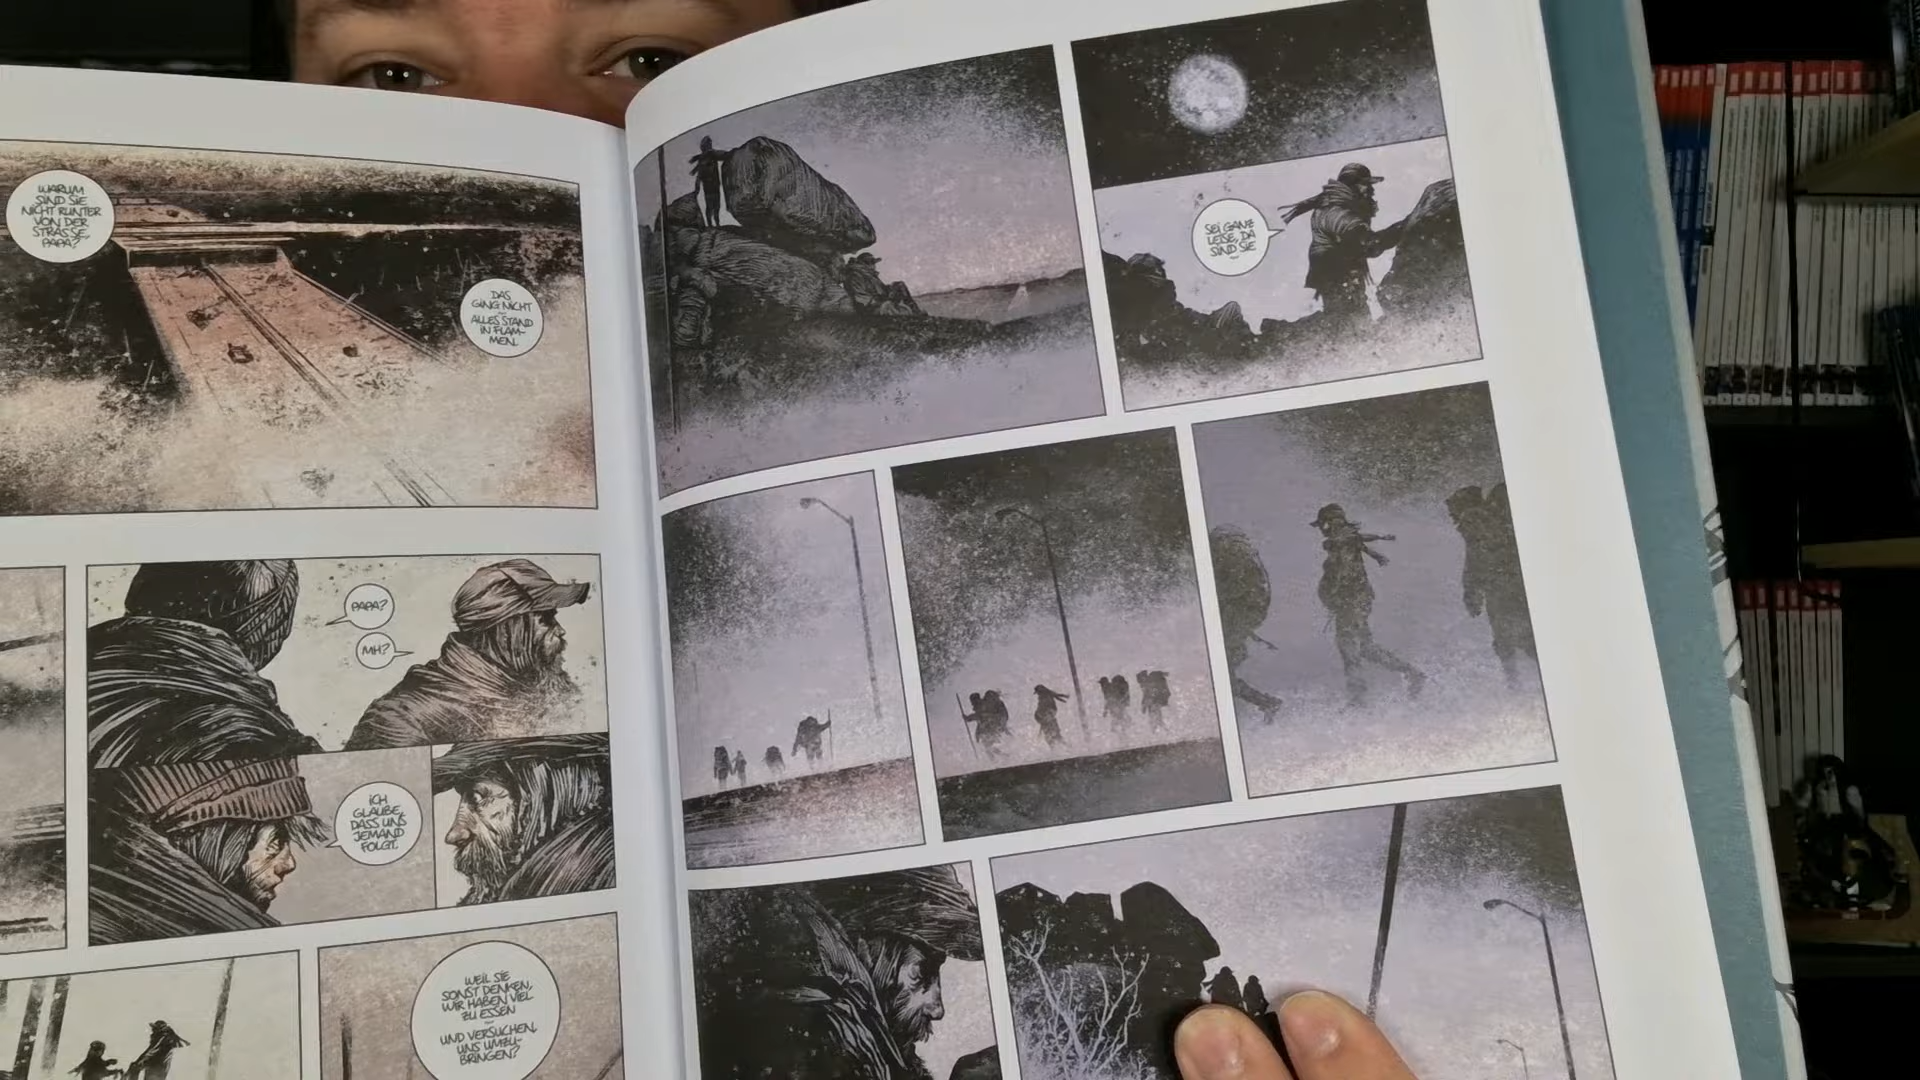 WARUM
SIND SIE
NICHT RUNTER
VON DER
STRASSE,
PAPA?
DAS
GING NICHT
–
ALLES STAND
IN FLAM-
MEN.
PAPA?
MH?
ICH
GLAUBE,
DASS UNS
JEMAND
FOLGT.
WEIL SIE
SONST DENKEN,
WIR HABEN VIEL
ZU ESSEN
–
UND VERSUCHEN,
UNS UMZU-
BRINGEN?
SEI GANZ
LEISE, DA
SIND SIE
–